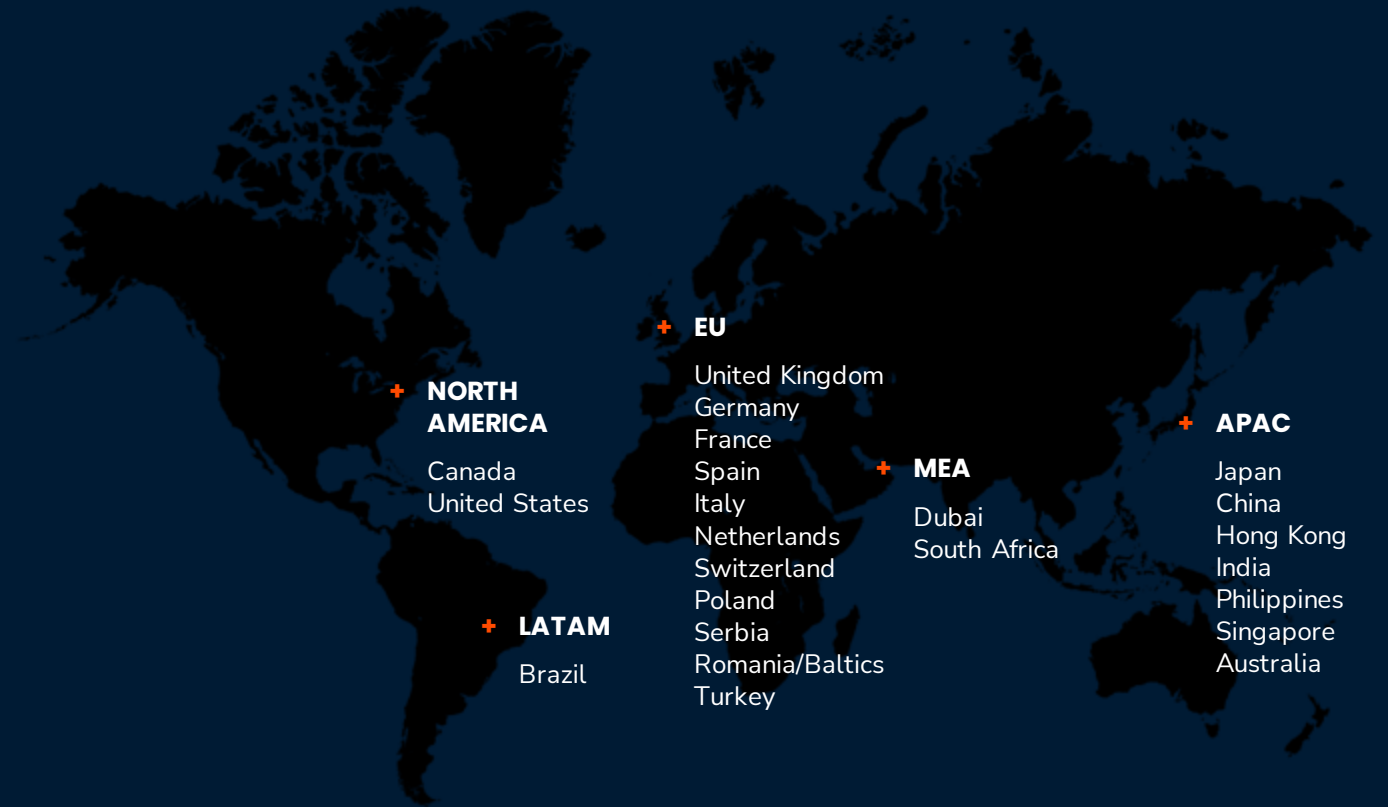 NORTH
AMERICA
Canada
United States
LATAM
Brazil
EU
United Kingdom
Germany
France
Spain
Italy
Netherlands
Switzerland
Poland
Serbia
Romania/Baltics
Turkey
MEA
Dubai
South Africa
APAC
Japan
China
Hong Kong
India
Philippines
Singapore
Australia